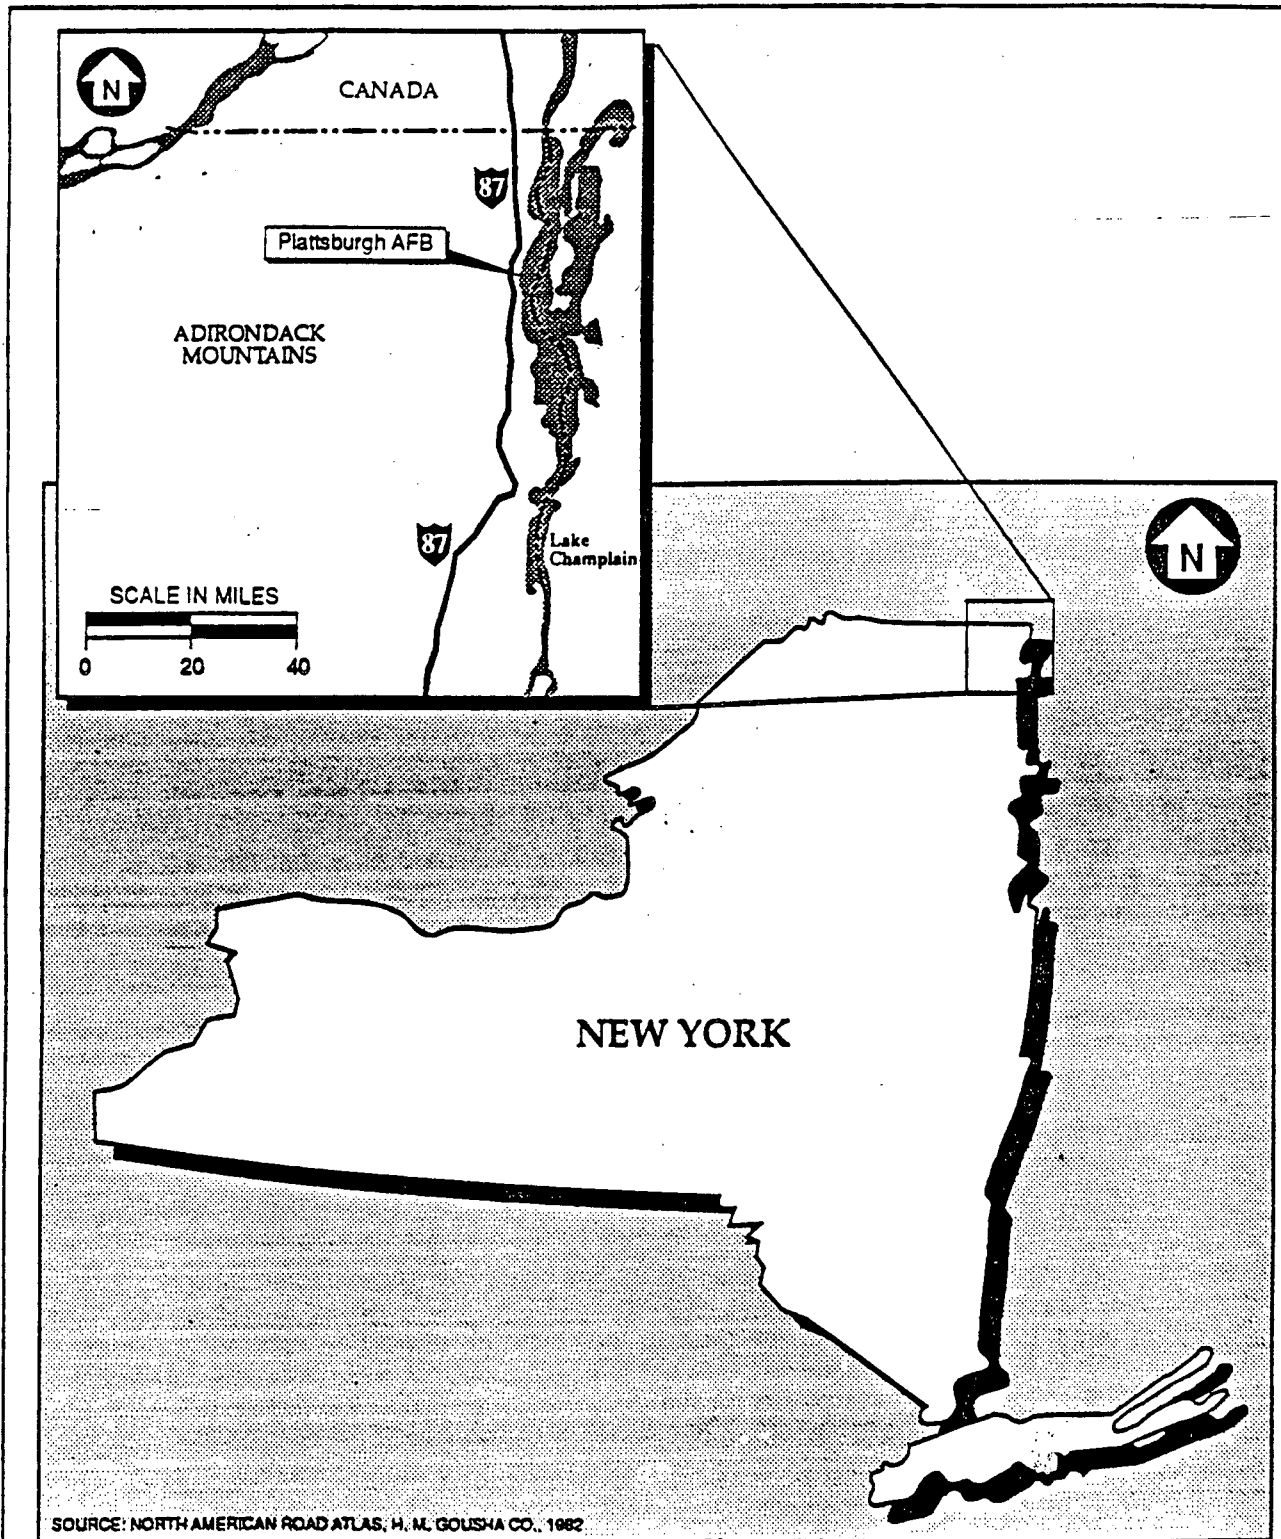 N
CANADA
87
Plattsburgh AFB
ADIRONDACK
MOUNTAINS
87
Lake
Champlain
SCALE IN MILES
0 20 40
N
NEW YORK
SOURCE: NORTH AMERICAN ROAD ATLAS, H. M. GOUSHA CO., 1982